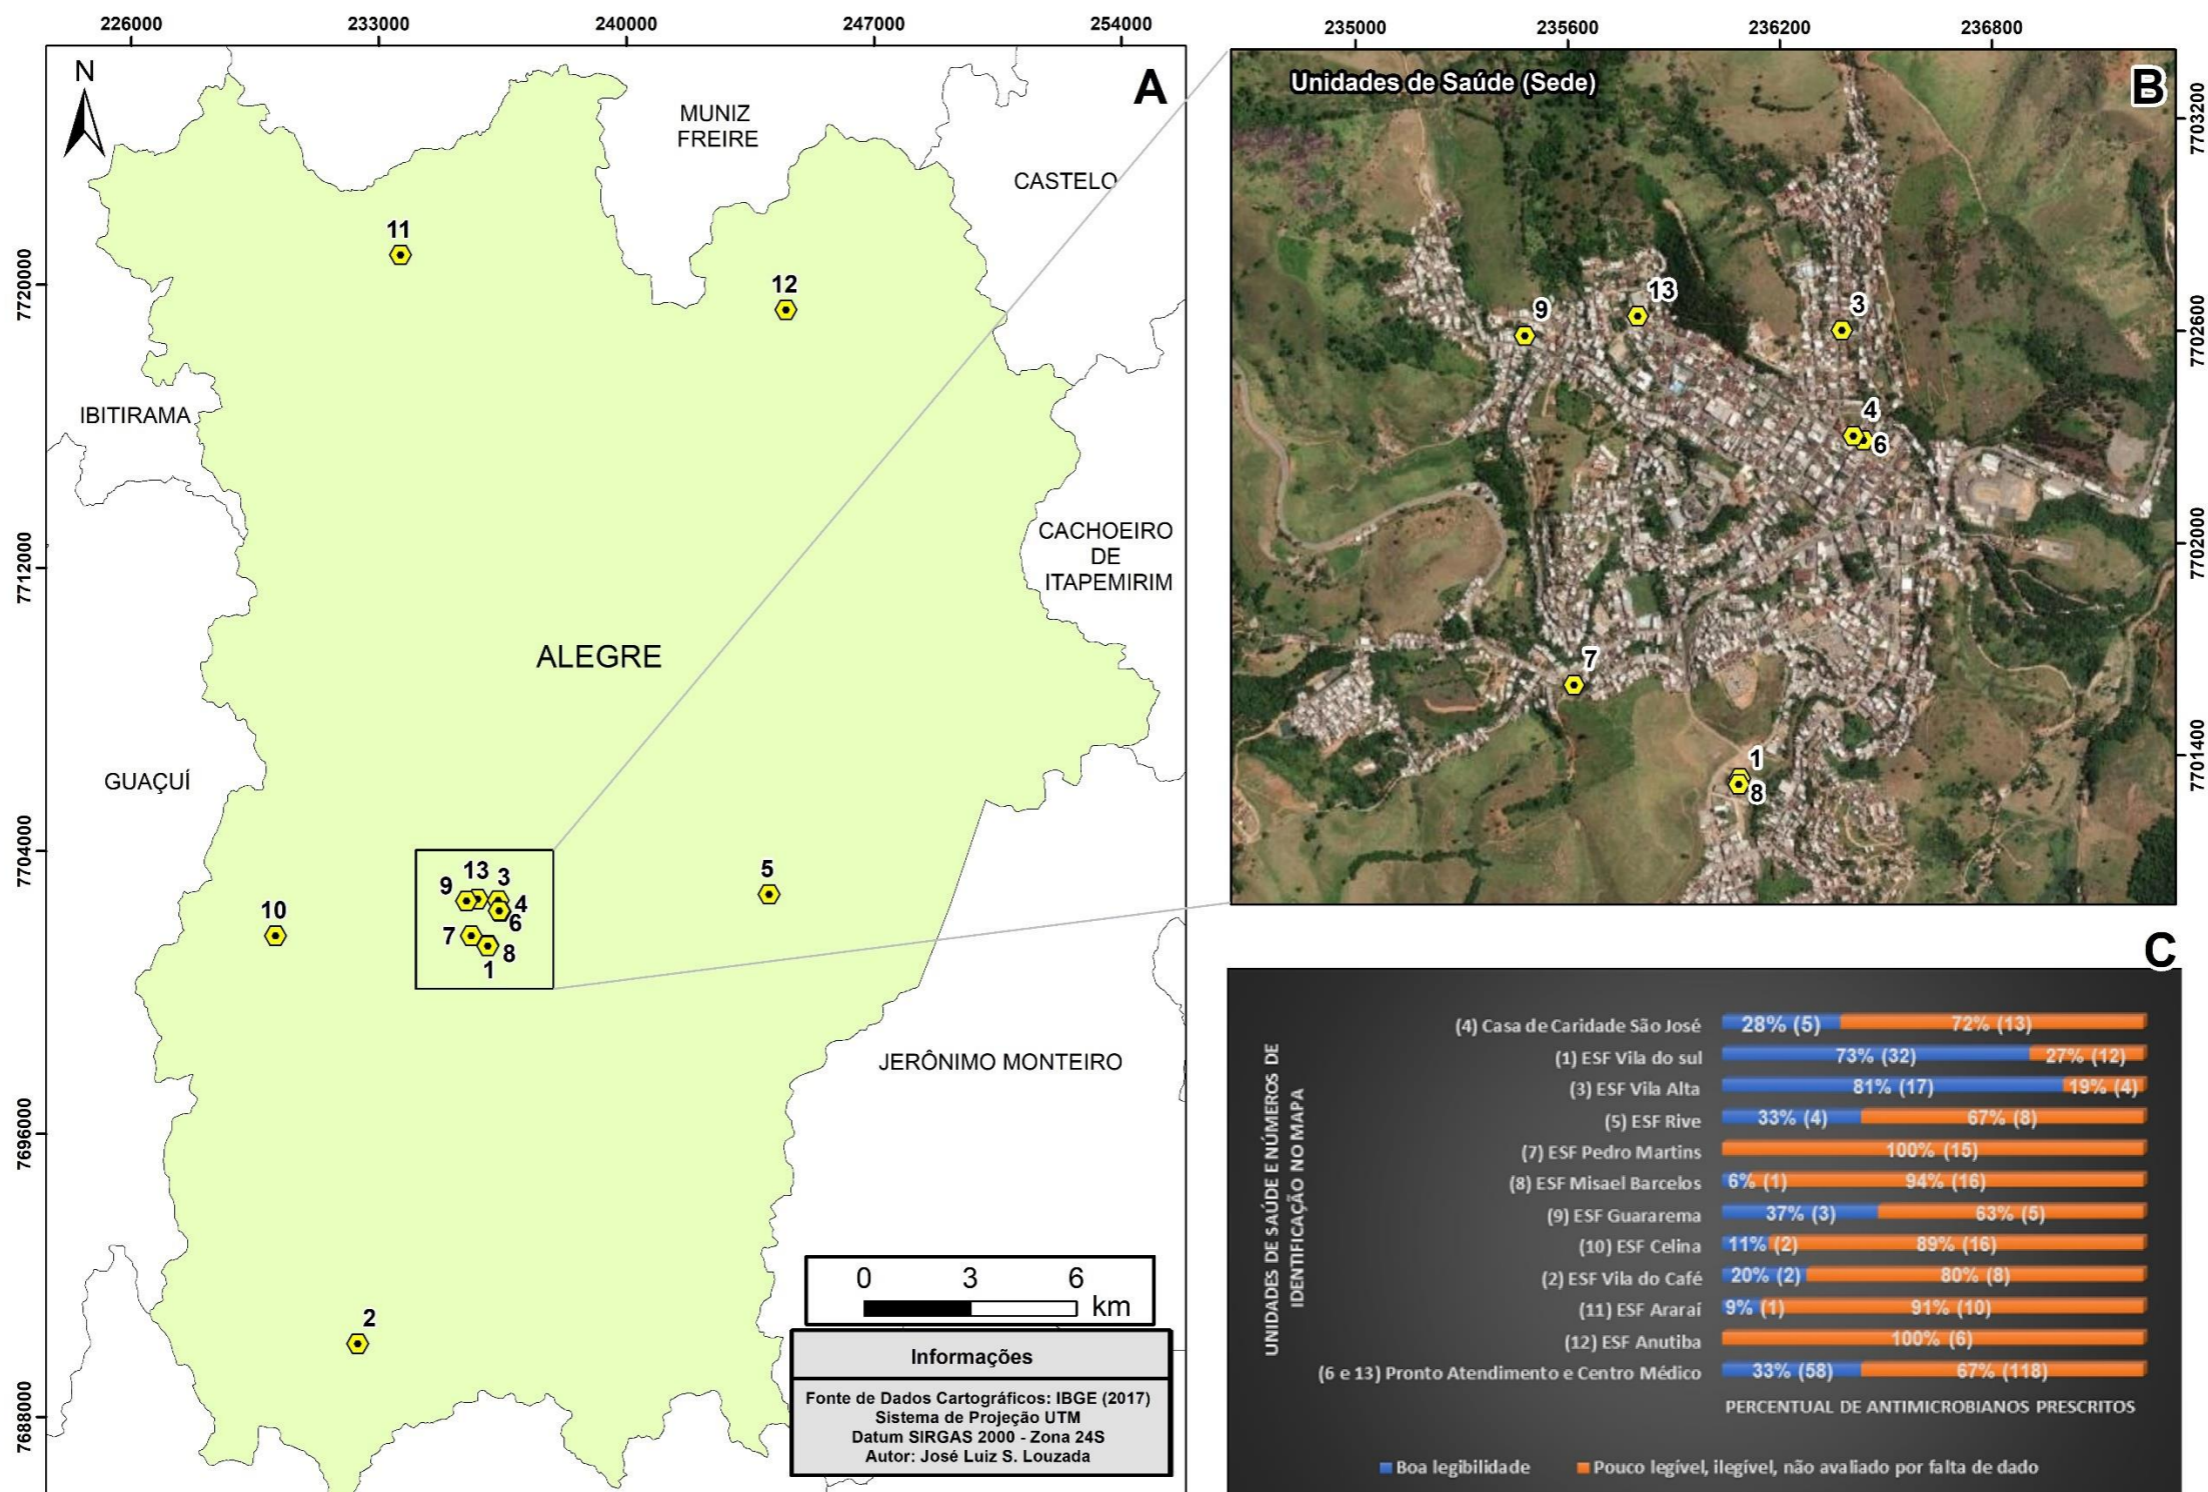 226000
233000
240000
247000
254000
7720000
7712000
7704000
7696000
7688000
N
A
MUNIZ
FREIRE
CASTELO
11
12
IBITIRAMA
CACHOEIRO
DE
ITAPEMIRIM
ALEGRE
GUAÇUÍ
13
3
9
4
6
7
8
1
5
10
JERÔNIMO MONTEIRO
2
0
3
6
km
Informações
Fonte de Dados Cartográficos: IBGE (2017)
Sistema de Projeção UTM
Datum SIRGAS 2000 - Zona 24S
Autor: José Luiz S. Louzada
235000
235600
236200
236800
7703200
7702600
7702000
7701400
Unidades de Saúde (Sede)
B
9
13
3
4
6
7
1
8
C
UNIDADES DE SAÚDE E NÚMEROS DE
IDENTIFICAÇÃO NO MAPA
(4) Casa de Caridade São José 28% (5) 72% (13)
(1) ESF Vila do sul 73% (32) 27% (12)
(3) ESF Vila Alta 81% (17) 19% (4)
(5) ESF Rive 33% (4) 67% (8)
(7) ESF Pedro Martins 100% (15)
(8) ESF Misael Barcelos 6% (1) 94% (16)
(9) ESF Guararema 37% (3) 63% (5)
(10) ESF Celina 11% (2) 89% (16)
(2) ESF Vila do Café 20% (2) 80% (8)
(11) ESF Araraí 9% (1) 91% (10)
(12) ESF Anutiba 100% (6)
(6 e 13) Pronto Atendimento e Centro Médico 33% (58) 67% (118)
PERCENTUAL DE ANTIMICROBIANOS PRESCRITOS
Boa legibilidade
Pouco legível, ilegível, não avaliado por falta de dado